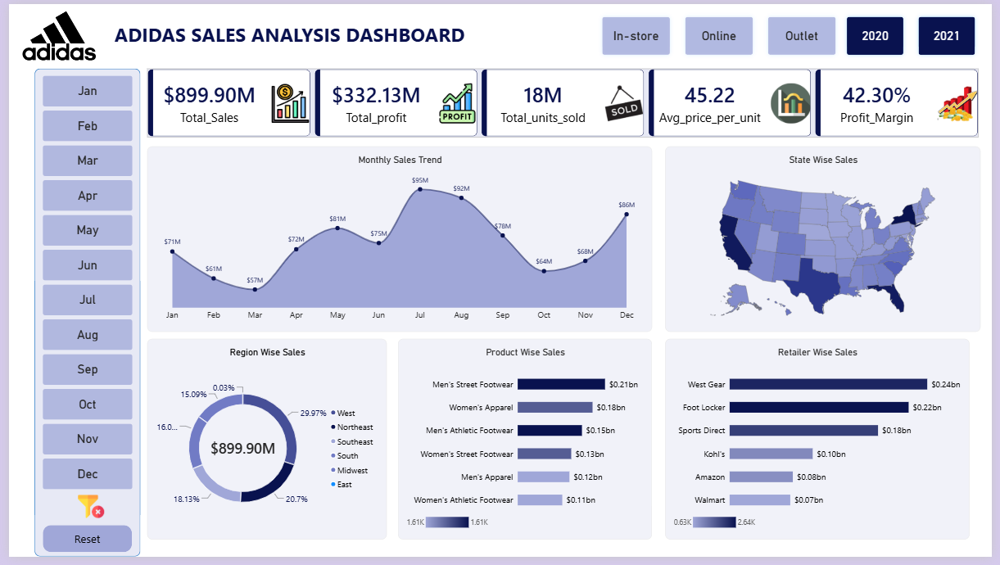 adidas
ADIDAS SALES ANALYSIS DASHBOARD
In-store
Online
Outlet
2020
2021
Jan
Feb
Mar
Apr
May
Jun
Jul
Aug
Sep
Oct
Nov
Dec
Reset
$899.90M
Total_Sales
$332.13M
Total_profit
PROFIT
18M
Total_units_sold
SOLD
45.22
Avg_price_per_unit
42.30%
Profit_Margin
Monthly Sales Trend
$71M
$61M
$57M
$72M
$81M
$75M
$95M
$92M
$78M
$64M
$68M
$86M
Jan
Feb
Mar
Apr
May
Jun
Jul
Aug
Sep
Oct
Nov
Dec
State Wise Sales
Region Wise Sales
0.03%
15.09%
16.0...
18.13%
20.7%
29.97%
$899.90M
West
Northeast
Southeast
South
Midwest
East
Product Wise Sales
Men's Street Footwear $0.21bn
Women's Apparel $0.18bn
Men's Athletic Footwear $0.15bn
Women's Street Footwear $0.13bn
Men's Apparel $0.12bn
Women's Athletic Footwear $0.11bn
1.61K 1.61K
Retailer Wise Sales
West Gear $0.24bn
Foot Locker $0.22bn
Sports Direct $0.18bn
Kohl's $0.10bn
Amazon $0.08bn
Walmart $0.07bn
0.63K 2.64K